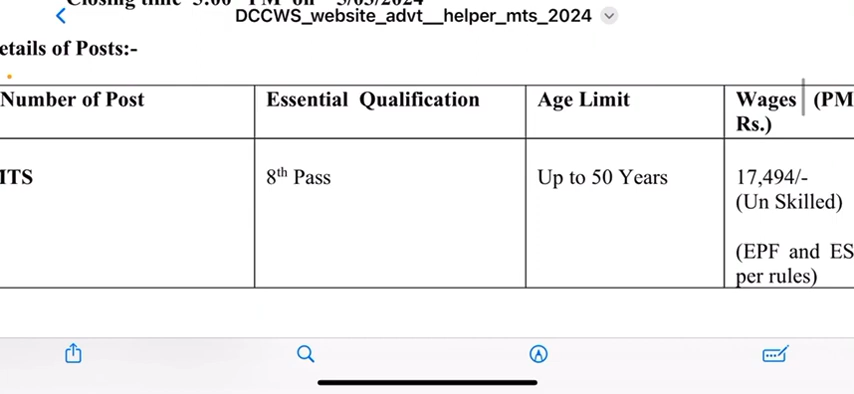 DCCWS_website_advt__helper_mts_2024
etails of Posts:-
Number of Post Essential Qualification Age Limit Wages (PM
Rs.)
ITS 8th Pass Up to 50 Years 17,494/-
(Un Skilled)
(EPF and ES
per rules)